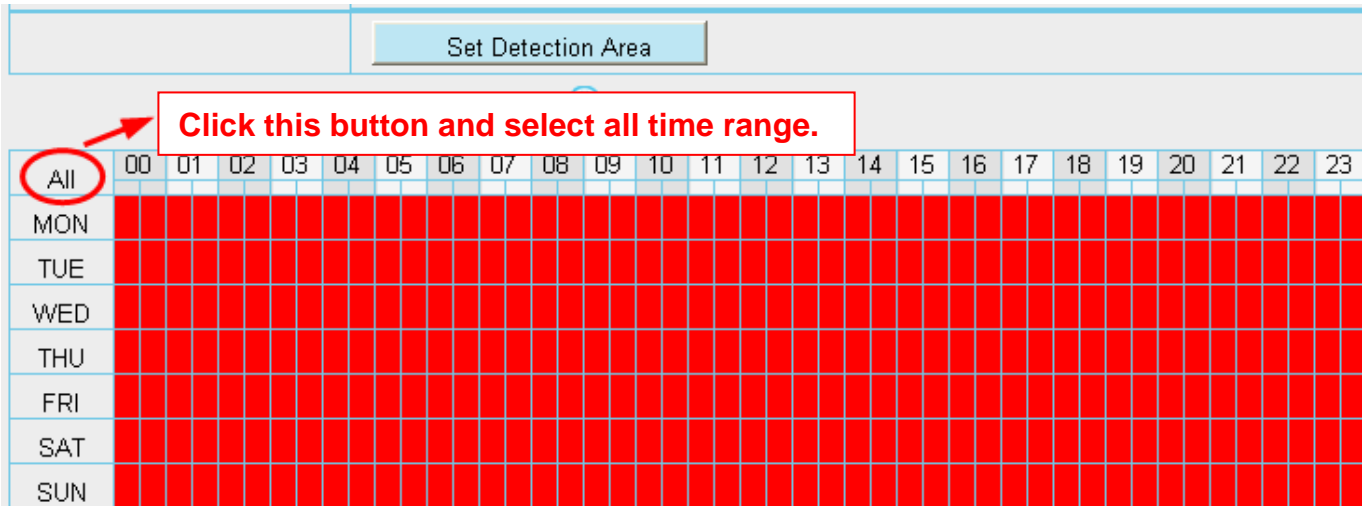 Set Detection Area
Click this button and select all time range.
All 00 01 02 03 04 05 06 07 08 09 10 11 12 13 14 15 16 17 18 19 20 21 22 23
MON
TUE
WED
THU
FRI
SAT
SUN